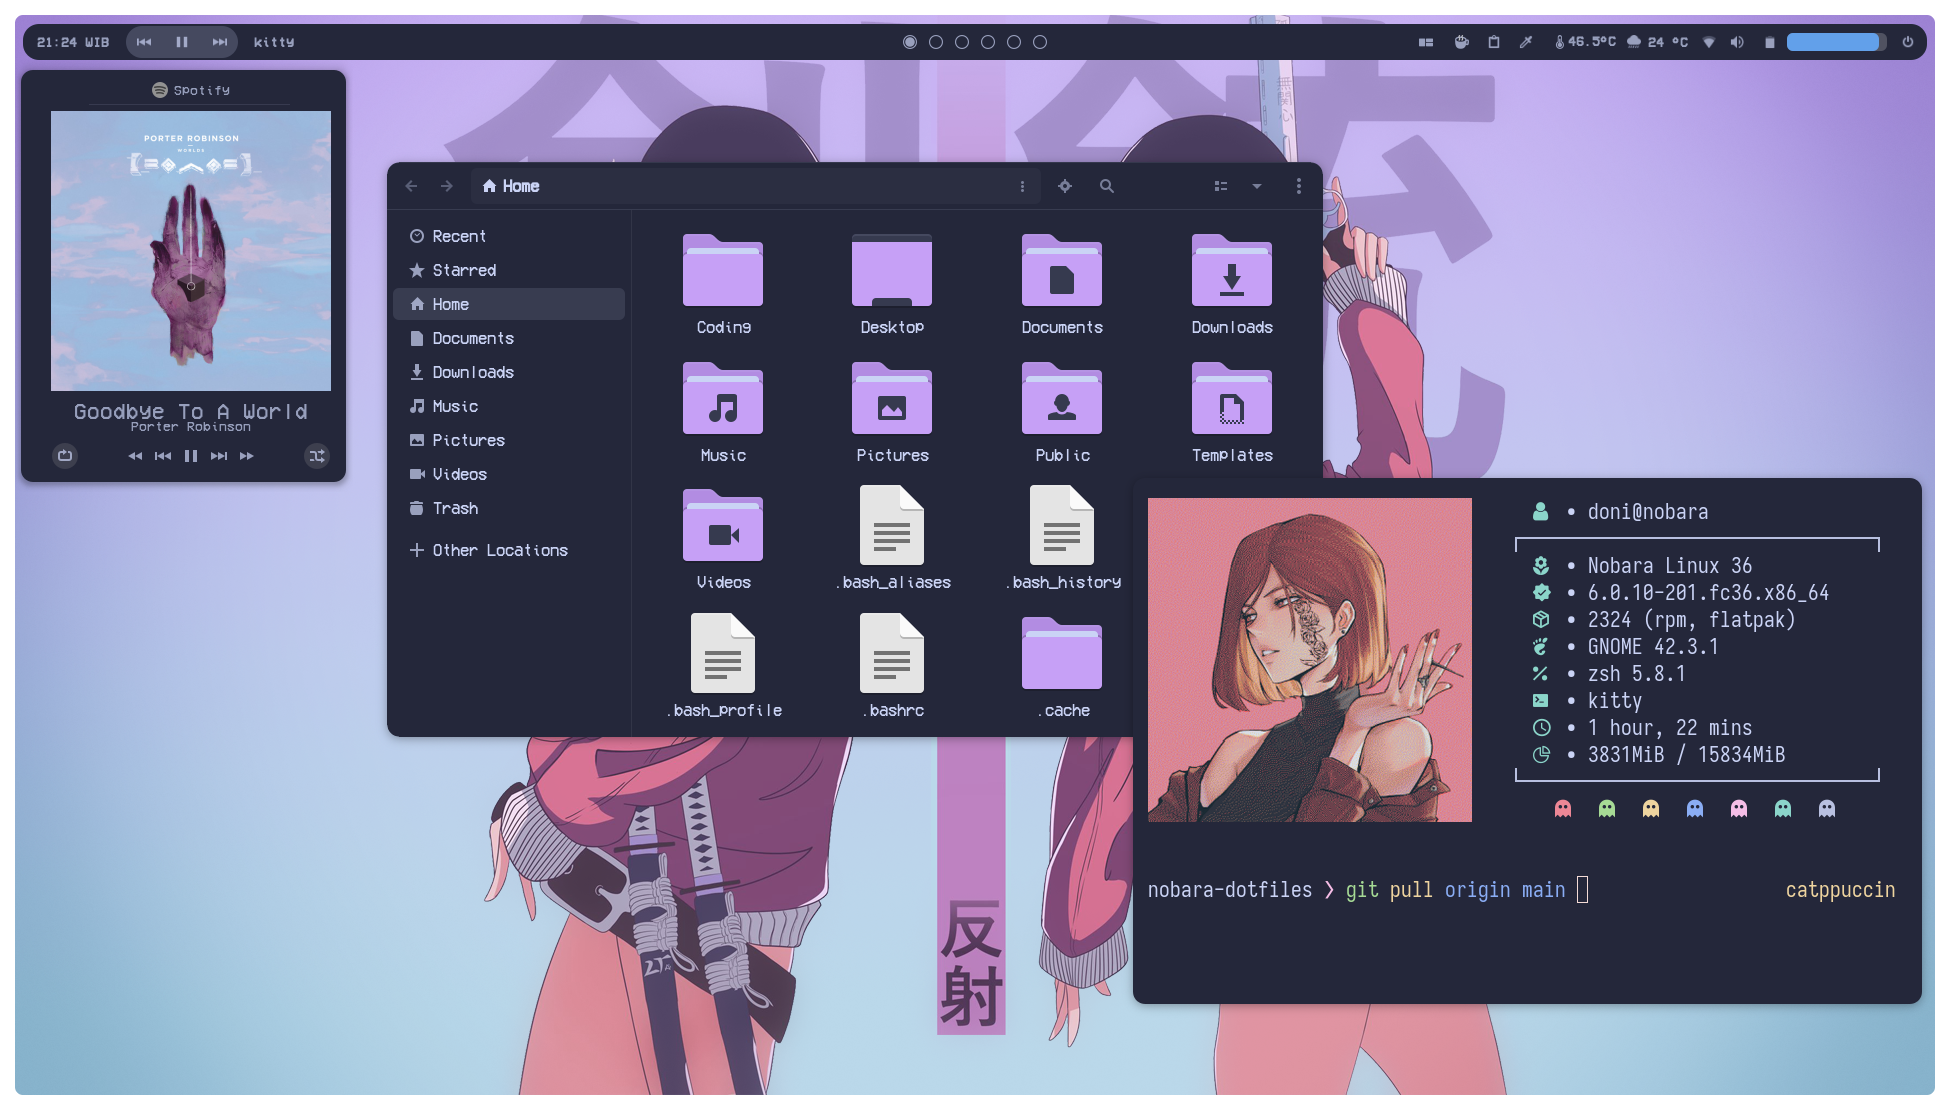 21:24 WIB
kitty
46.5°C
24 °C
Spotify
PORTER ROBINSON
WORLDS
Goodbye To A World
Porter Robinson
Home
Recent
Starred
Home
Documents
Downloads
Music
Pictures
Videos
Trash
Other Locations
Coding
Desktop
Documents
Downloads
Music
Pictures
Public
Templates
Videos
.bash_aliases
.bash_history
.bash_profile
.bashrc
.cache
• doni@nobara
• Nobara Linux 36
• 6.0.10-201.fc36.x86_64
• 2324 (rpm, flatpak)
• GNOME 42.3.1
• zsh 5.8.1
• kitty
• 1 hour, 22 mins
• 3831MiB / 15834MiB
nobara-dotfiles ❯ git pull origin main
catppuccin
反
射